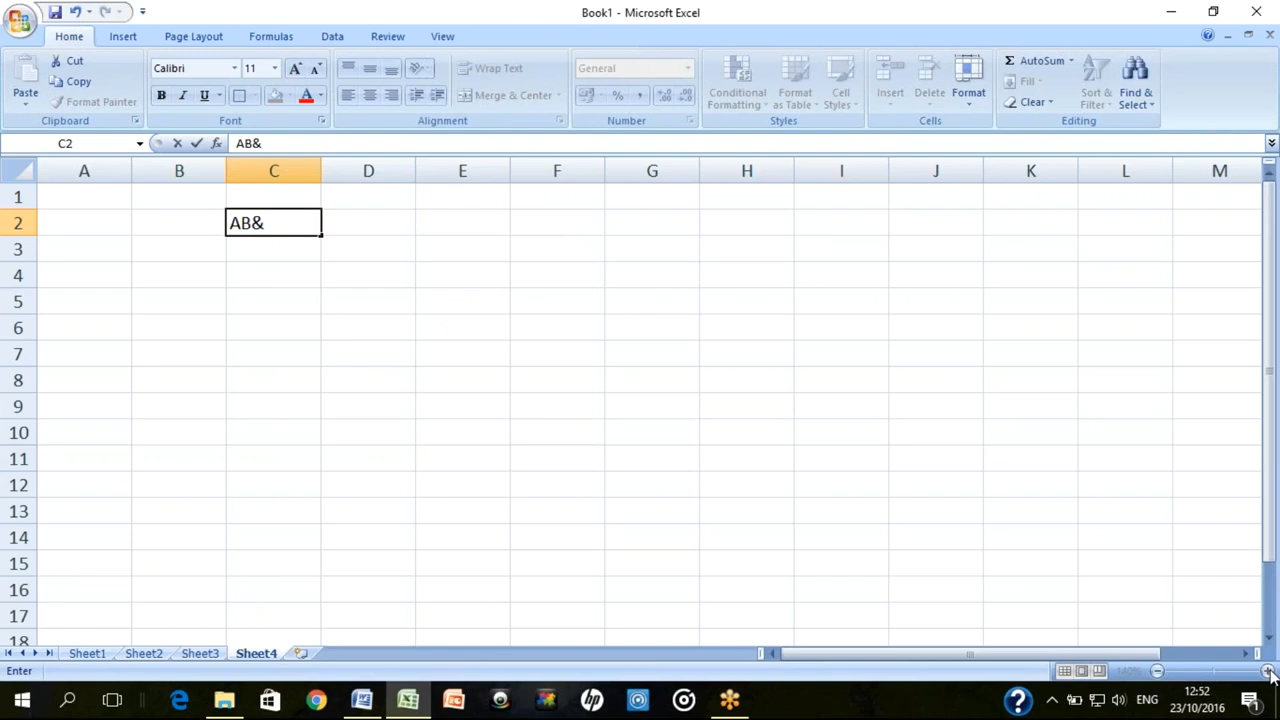 Book1 - Microsoft Excel
Home Insert Page Layout Formulas Data Review View
Paste Cut Calibri 11 A A Wrap Text General Conditional Formatting Format as Table Cell Styles Insert Delete Format Σ AutoSum Sort & Filter Find & Select
Copy Fill
Format Painter B I U A Merge & Center % , Clear
Clipboard Font Alignment Number Styles Cells Editing
C2 fx AB&
A B C D E F G H I J K L M
1
2 AB&
3
4
5
6
7
8
9
10
11
12
13
14
15
16
17
18
Sheet1 Sheet2 Sheet3 Sheet4
Enter
hp ? ENG 12:52 1
23/10/2016